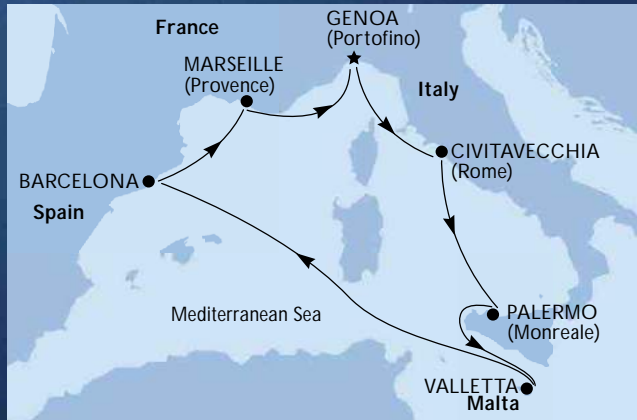 France
GENOA
(Portofino)
MARSEILLE
(Provence)
Italy
CIVITAVECCHIA
(Rome)
BARCELONA
Spain
Mediterranean Sea
PALERMO
(Monreale)
VALLETTA
Malta